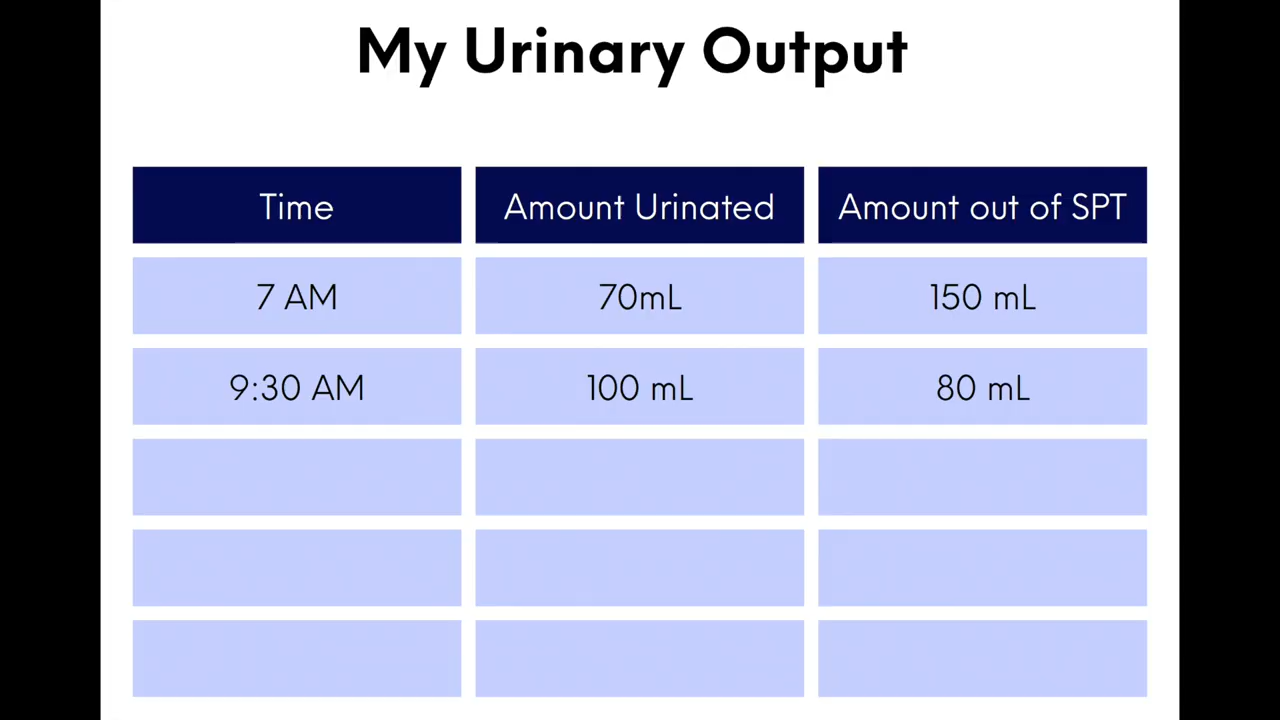 My Urinary Output
Time Amount Urinated Amount out of SPT
7 AM 70mL 150 mL
9:30 AM 100 mL 80 mL